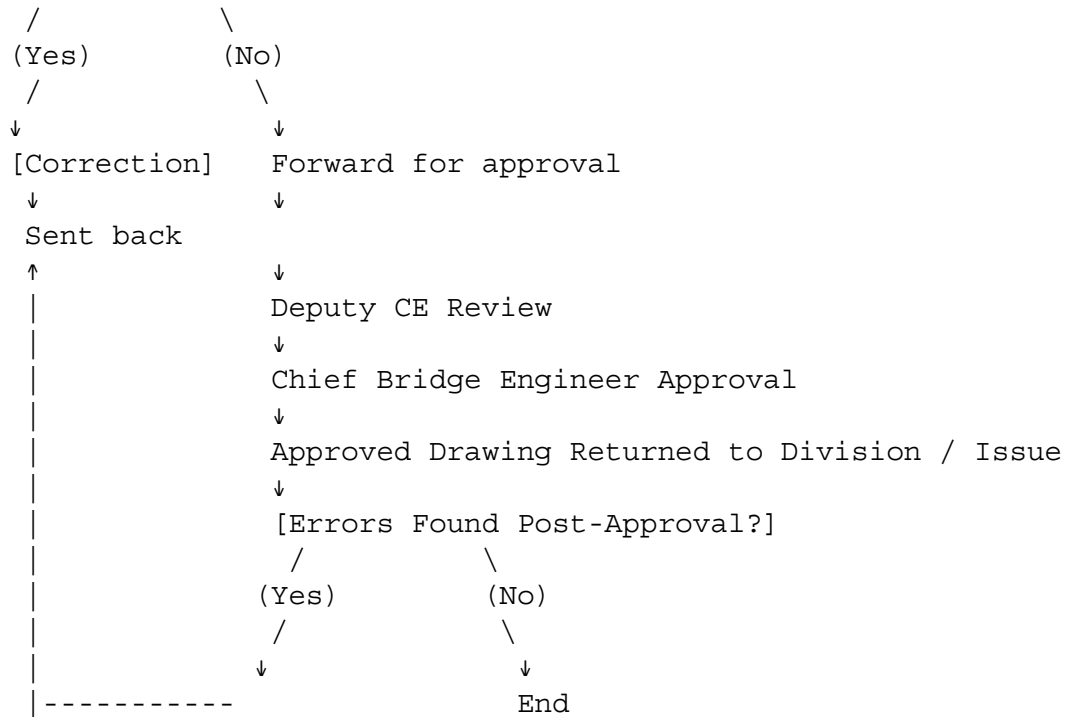 / \
(Yes) (No)
/ \
↓ ↓
[Correction] Forward for approval
↓ ↓
Sent back
↑ ↓
| Deputy CE Review
| ↓
| Chief Bridge Engineer Approval
| ↓
| Approved Drawing Returned to Division / Issue
| ↓
| [Errors Found Post-Approval?]
| / \
| (Yes) (No)
| / \
| ↓ ↓
|----------- End